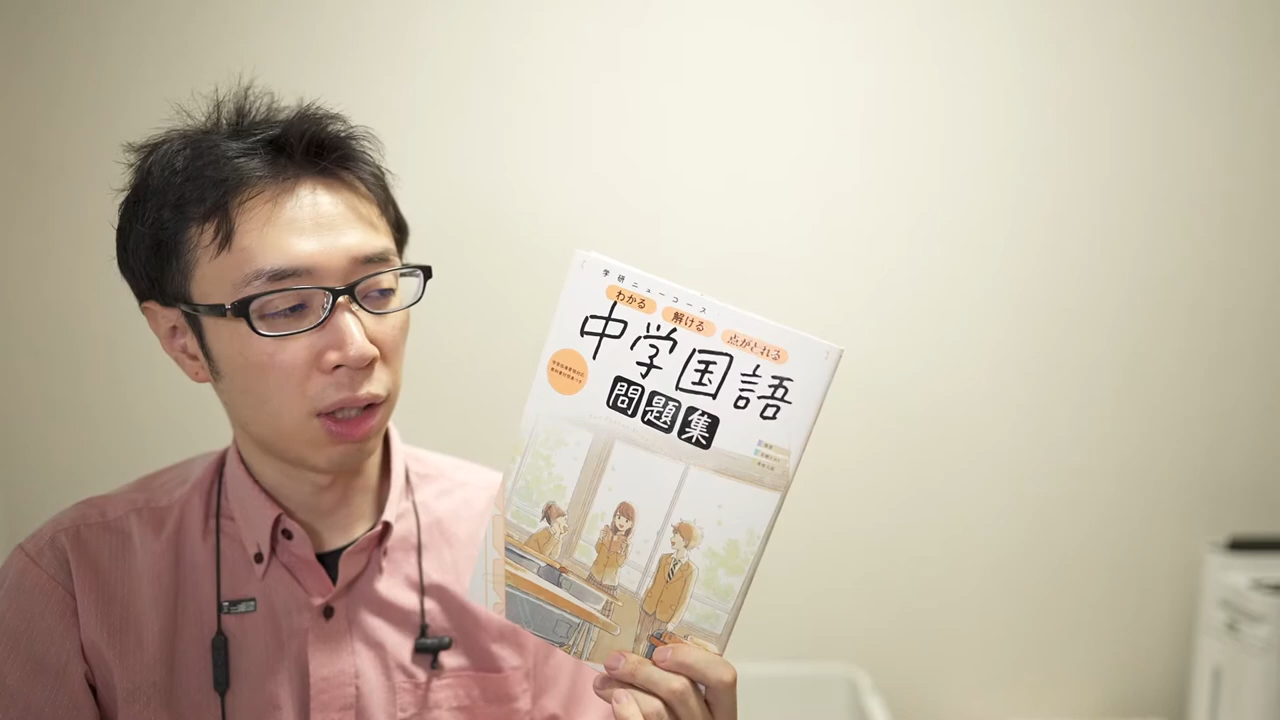 学研ニューコース
わかる 解ける 点がとれる
中学国語
問題集